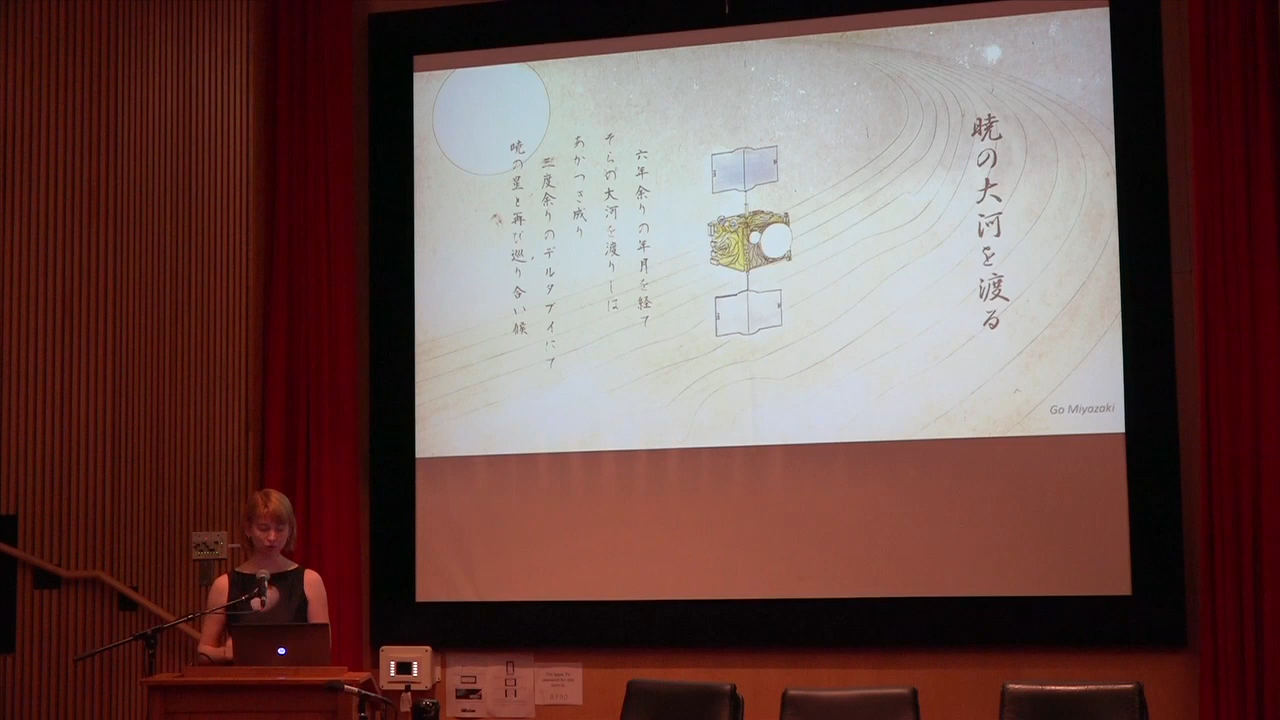 暁の大河を渡る
六年余りの年月を経て
そらの大河を渡りしは
あかつき成り
三度余りのデルタブイにて
暁の星と再び巡り合い候
Go Miyazaki